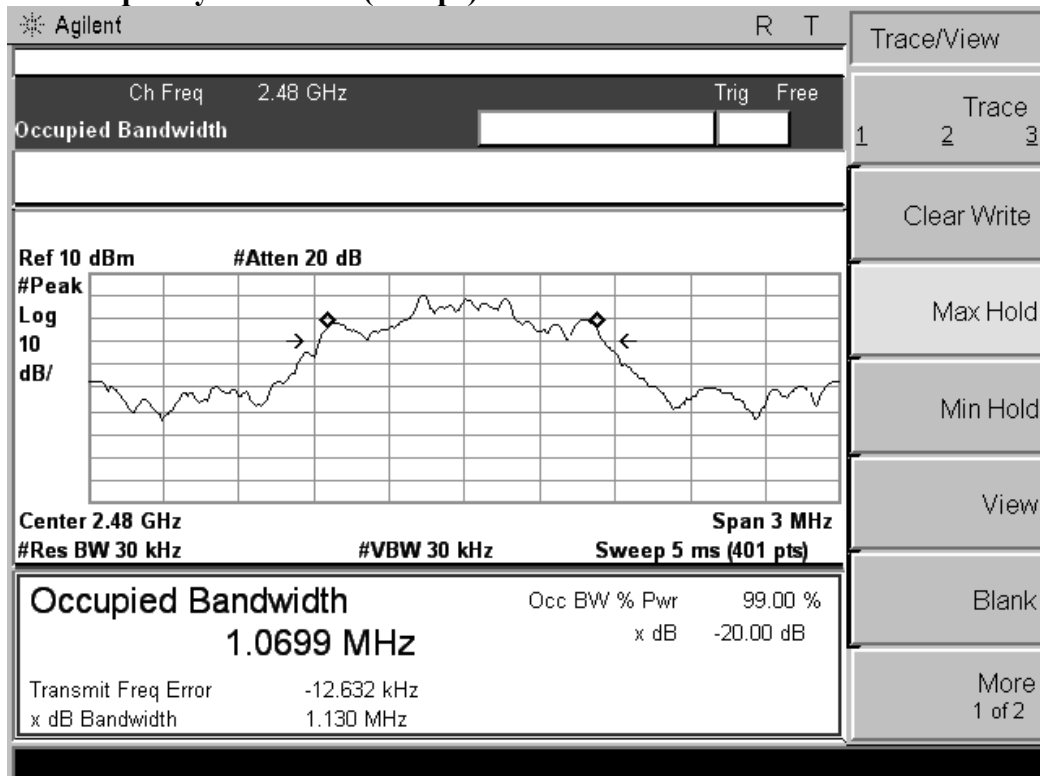 Agilent R T
Trace/View
Ch Freq 2.48 GHz Trig Free
Occupied Bandwidth
Trace
1 2 3
Clear Write
Max Hold
Min Hold
View
Blank
More
1 of 2
Ref 10 dBm #Atten 20 dB
#Peak
Log
10
dB/
Center 2.48 GHz Span 3 MHz
#Res BW 30 kHz #VBW 30 kHz Sweep 5 ms (401 pts)
Occupied Bandwidth
1.0699 MHz
Occ BW % Pwr 99.00 %
x dB -20.00 dB
Transmit Freq Error -12.632 kHz
x dB Bandwidth 1.130 MHz